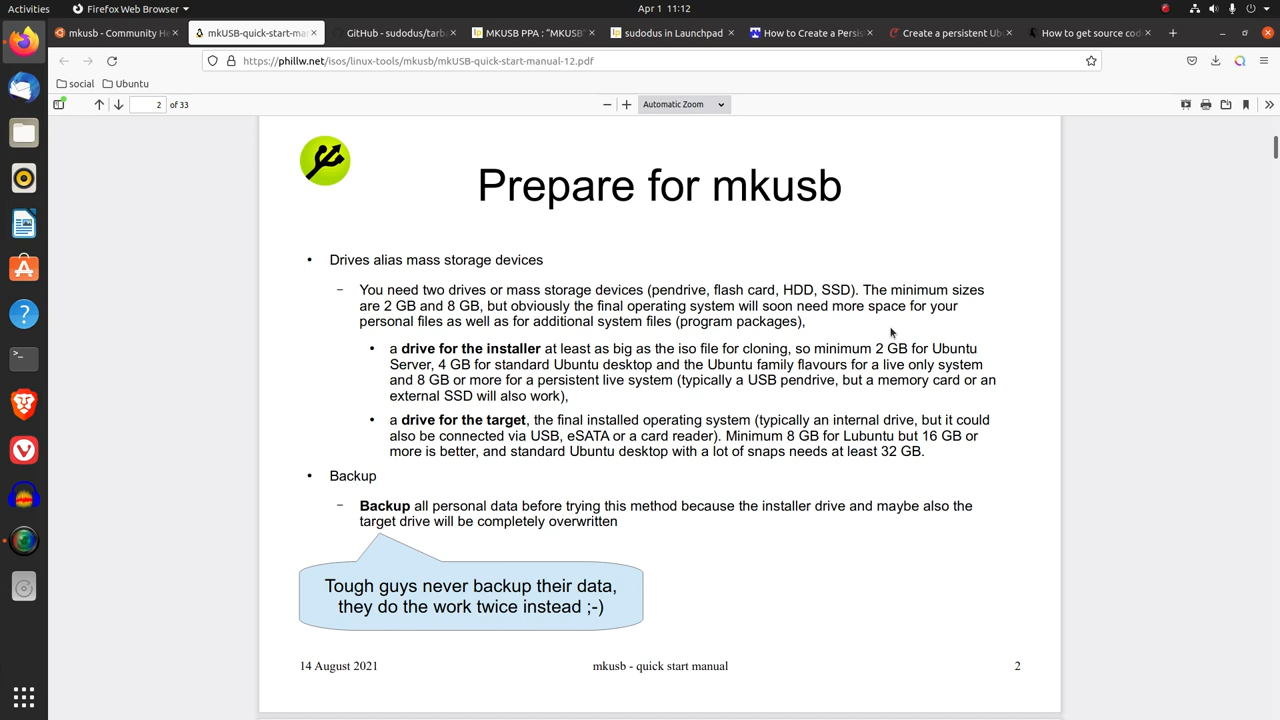 Activities
Firefox Web Browser
Apr 1 11:12
mkusb - Community He
mkUSB-quick-start-ma
GitHub - sudodus/tarba
MKUSB PPA : "MKUSB"
sudodus in Launchpad
How to Create a Persis
Create a persistent Ub
How to get source cod
https://phillw.net/isos/linux-tools/mkusb/mkUSB-quick-start-manual-12.pdf
social
Ubuntu
2
of 33
Automatic Zoom
Prepare for mkusb
• Drives alias mass storage devices
– You need two drives or mass storage devices (pendrive, flash card, HDD, SSD). The minimum sizes
are 2 GB and 8 GB, but obviously the final operating system will soon need more space for your
personal files as well as for additional system files (program packages),
• a drive for the installer at least as big as the iso file for cloning, so minimum 2 GB for Ubuntu
Server, 4 GB for standard Ubuntu desktop and the Ubuntu family flavours for a live only system
and 8 GB or more for a persistent live system (typically a USB pendrive, but a memory card or an
external SSD will also work),
• a drive for the target, the final installed operating system (typically an internal drive, but it could
also be connected via USB, eSATA or a card reader). Minimum 8 GB for Lubuntu but 16 GB or
more is better, and standard Ubuntu desktop with a lot of snaps needs at least 32 GB.
• Backup
– Backup all personal data before trying this method because the installer drive and maybe also the
target drive will be completely overwritten
Tough guys never backup their data,
they do the work twice instead ;-)
14 August 2021
mkusb - quick start manual
2